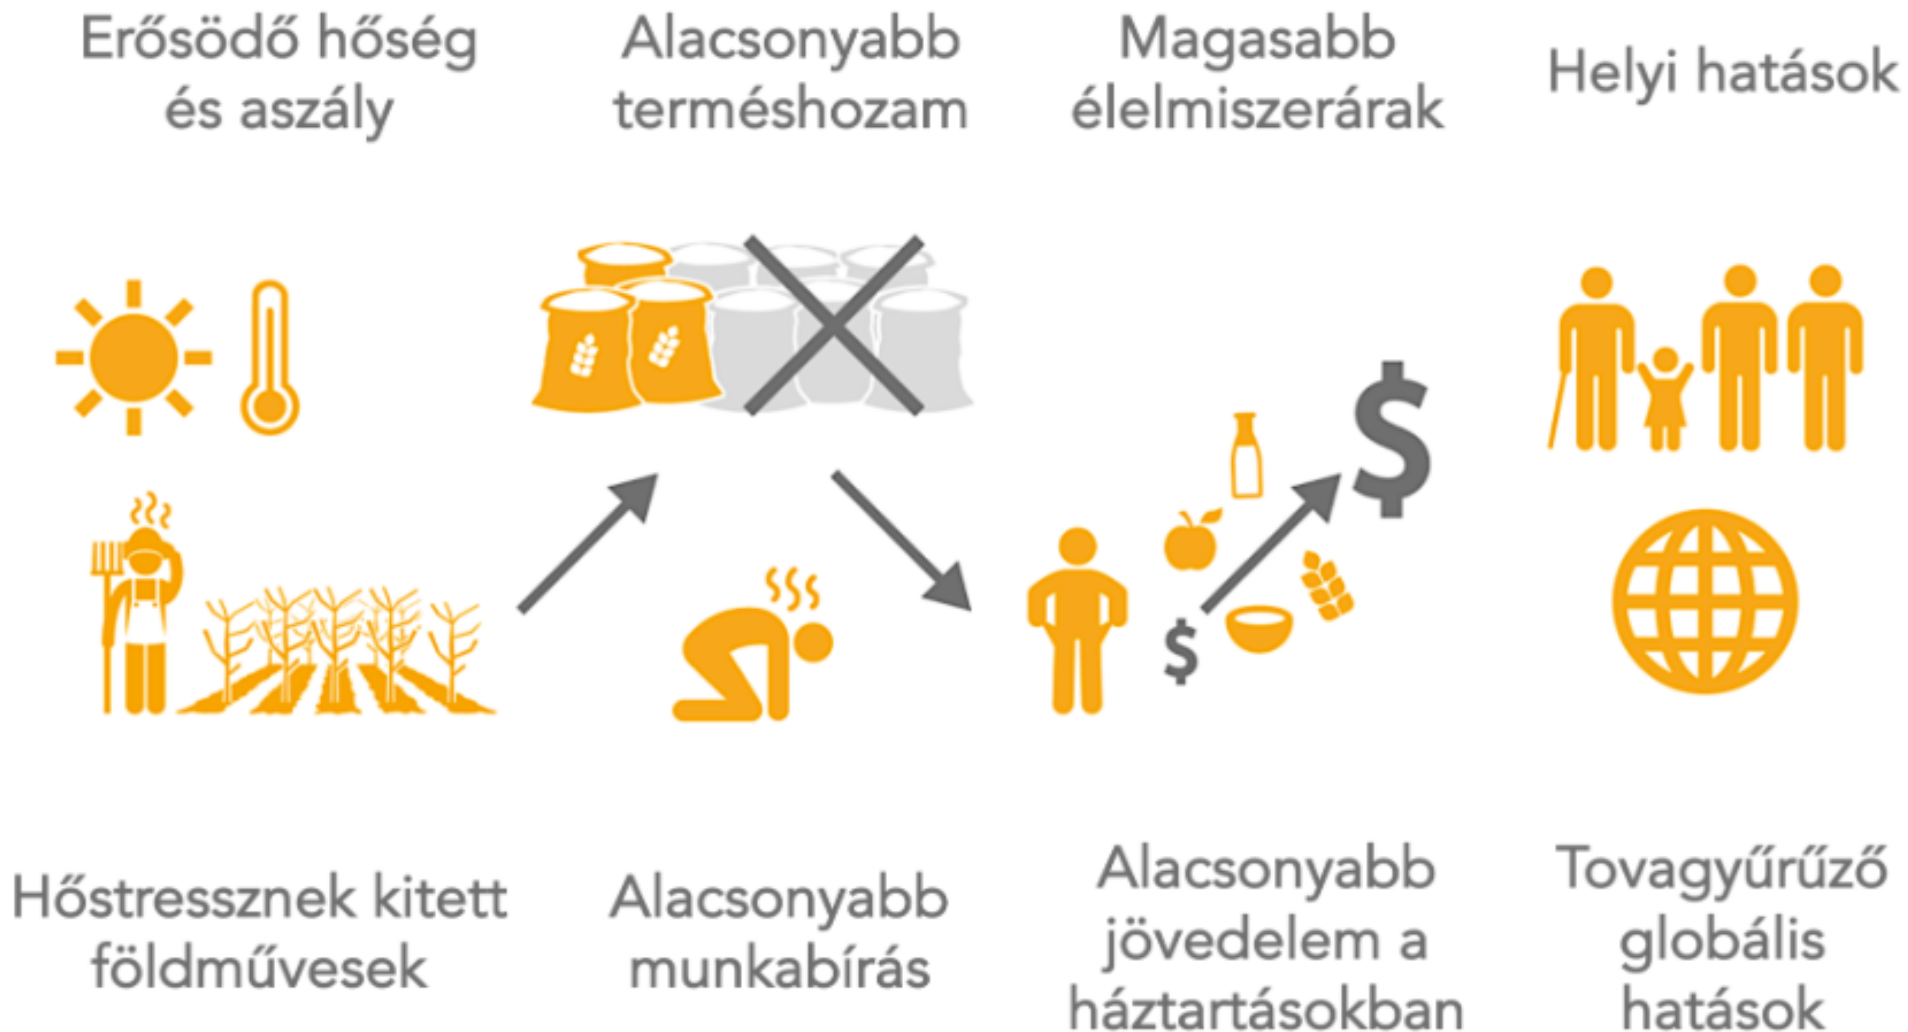 Erősödő hőség
és aszály
Alacsonyabb
terméshozam
Magasabb
élelmiszerárak
Helyi hatások
$
$
Hőstressznek kitett
földművesek
Alacsonyabb
munkabírás
Alacsonyabb
jövedelem a
háztartásokban
Tovagyűrűző
globális
hatások